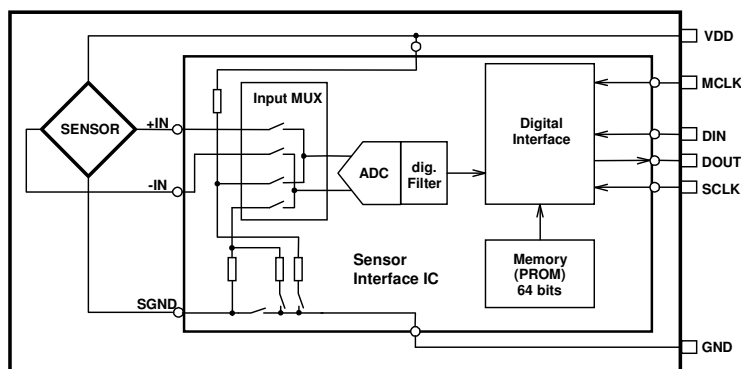 VDD
MCLK
Input MUX
Digital
Interface
SENSOR
+IN
DIN
DOUT
ADC
dig.
Filter
-IN
SCLK
Sensor
Interface IC
Memory
(PROM)
64 bits
SGND
GND